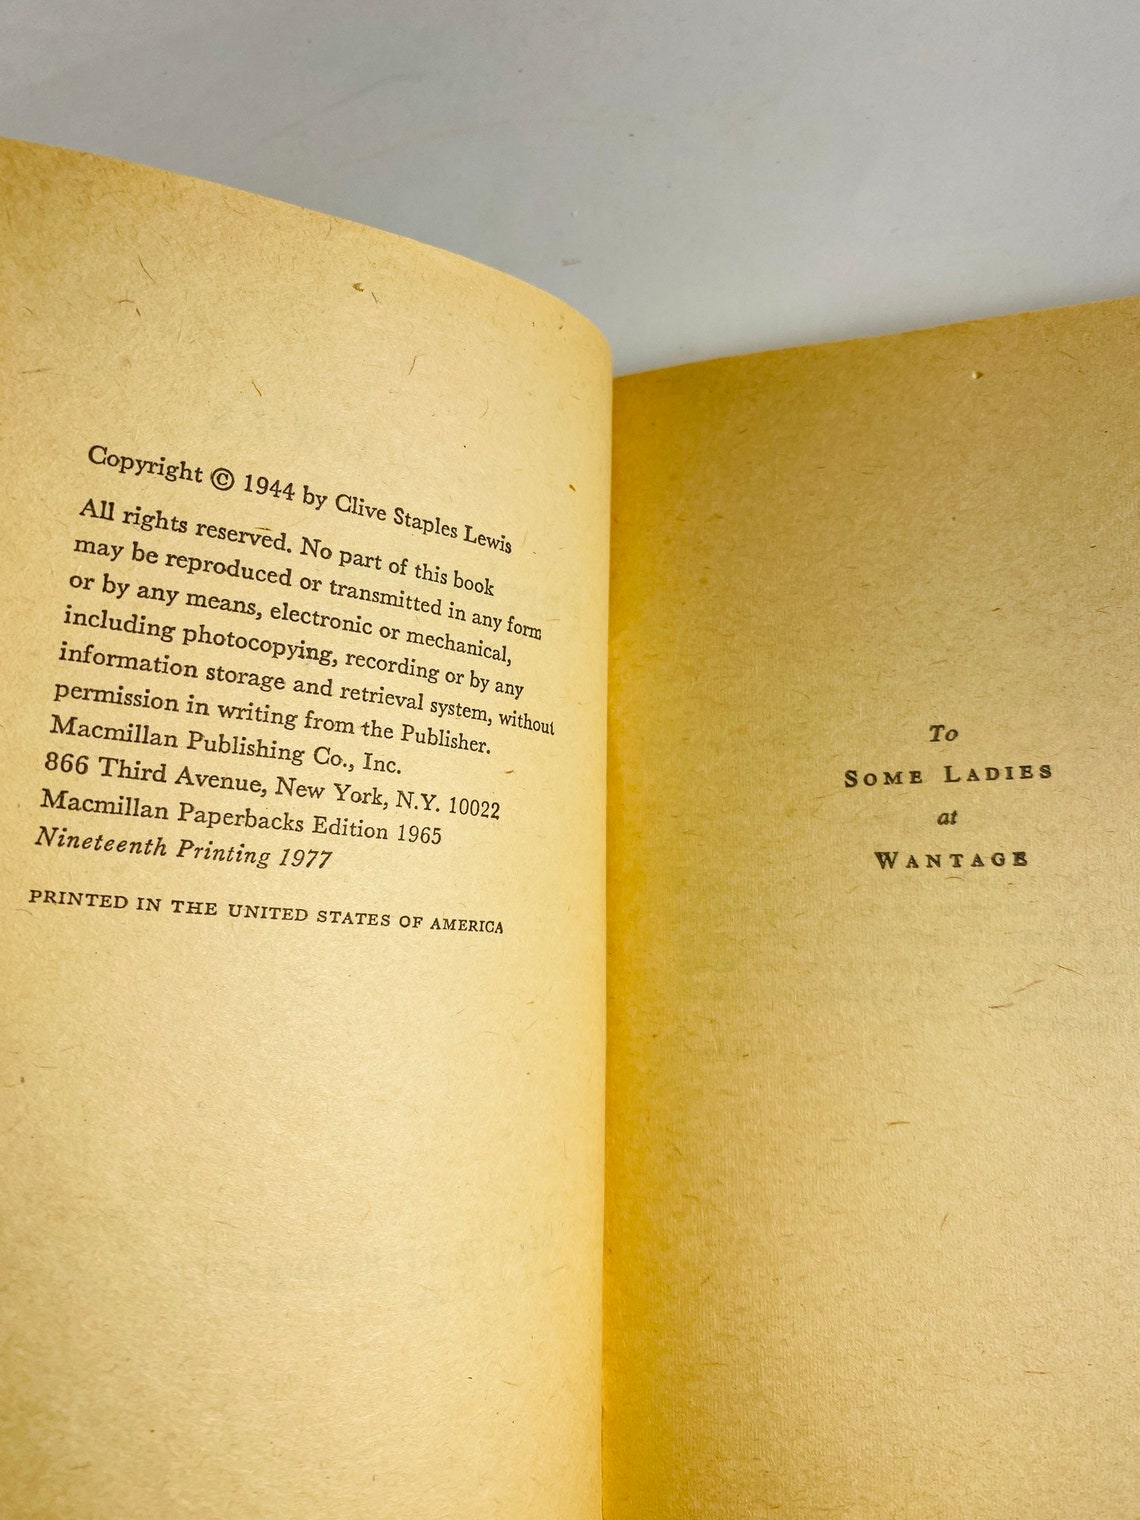 Copyright © 1944 by Clive Staples Lewis
All rights reserved. No part of this book
may be reproduced or transmitted in any form
or by any means, electronic or mechanical,
including photocopying, recording or by any
information storage and retrieval system, without
permission in writing from the Publisher.
Macmillan Publishing Co., Inc.
866 Third Avenue, New York, N.Y. 10022
Macmillan Paperbacks Edition 1965
Nineteenth Printing 1977
PRINTED IN THE UNITED STATES OF AMERICA
To
SOME LADIES
at
WANTAGE